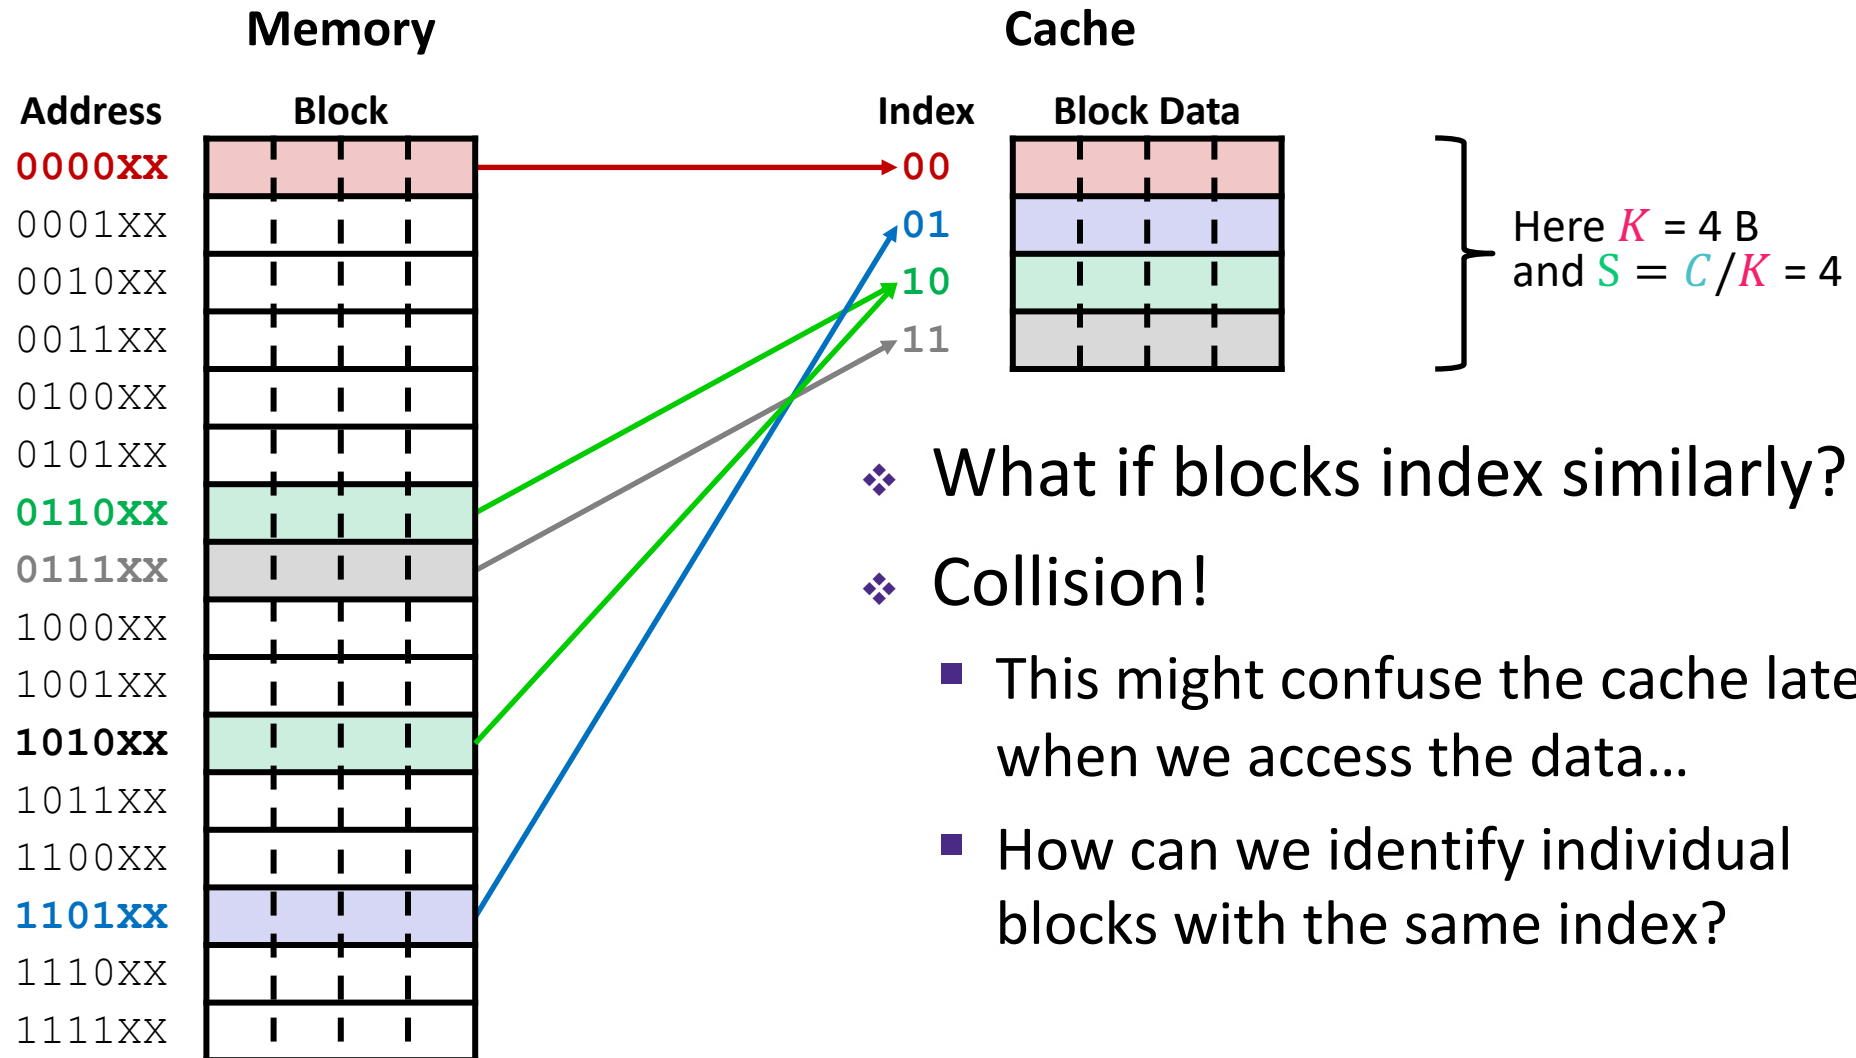 Memory
Cache
Address Block
Index Block Data
0000XX
0001XX
0010XX
0011XX
0100XX
0101XX
0110XX
0111XX
1000XX
1001XX
1010XX
1011XX
1100XX
1101XX
1110XX
1111XX
00
01
10
11
Here K = 4 B
and S = C/K = 4
What if blocks index similarly?
Collision!
This might confuse the cache late
when we access the data…
How can we identify individual
blocks with the same index?